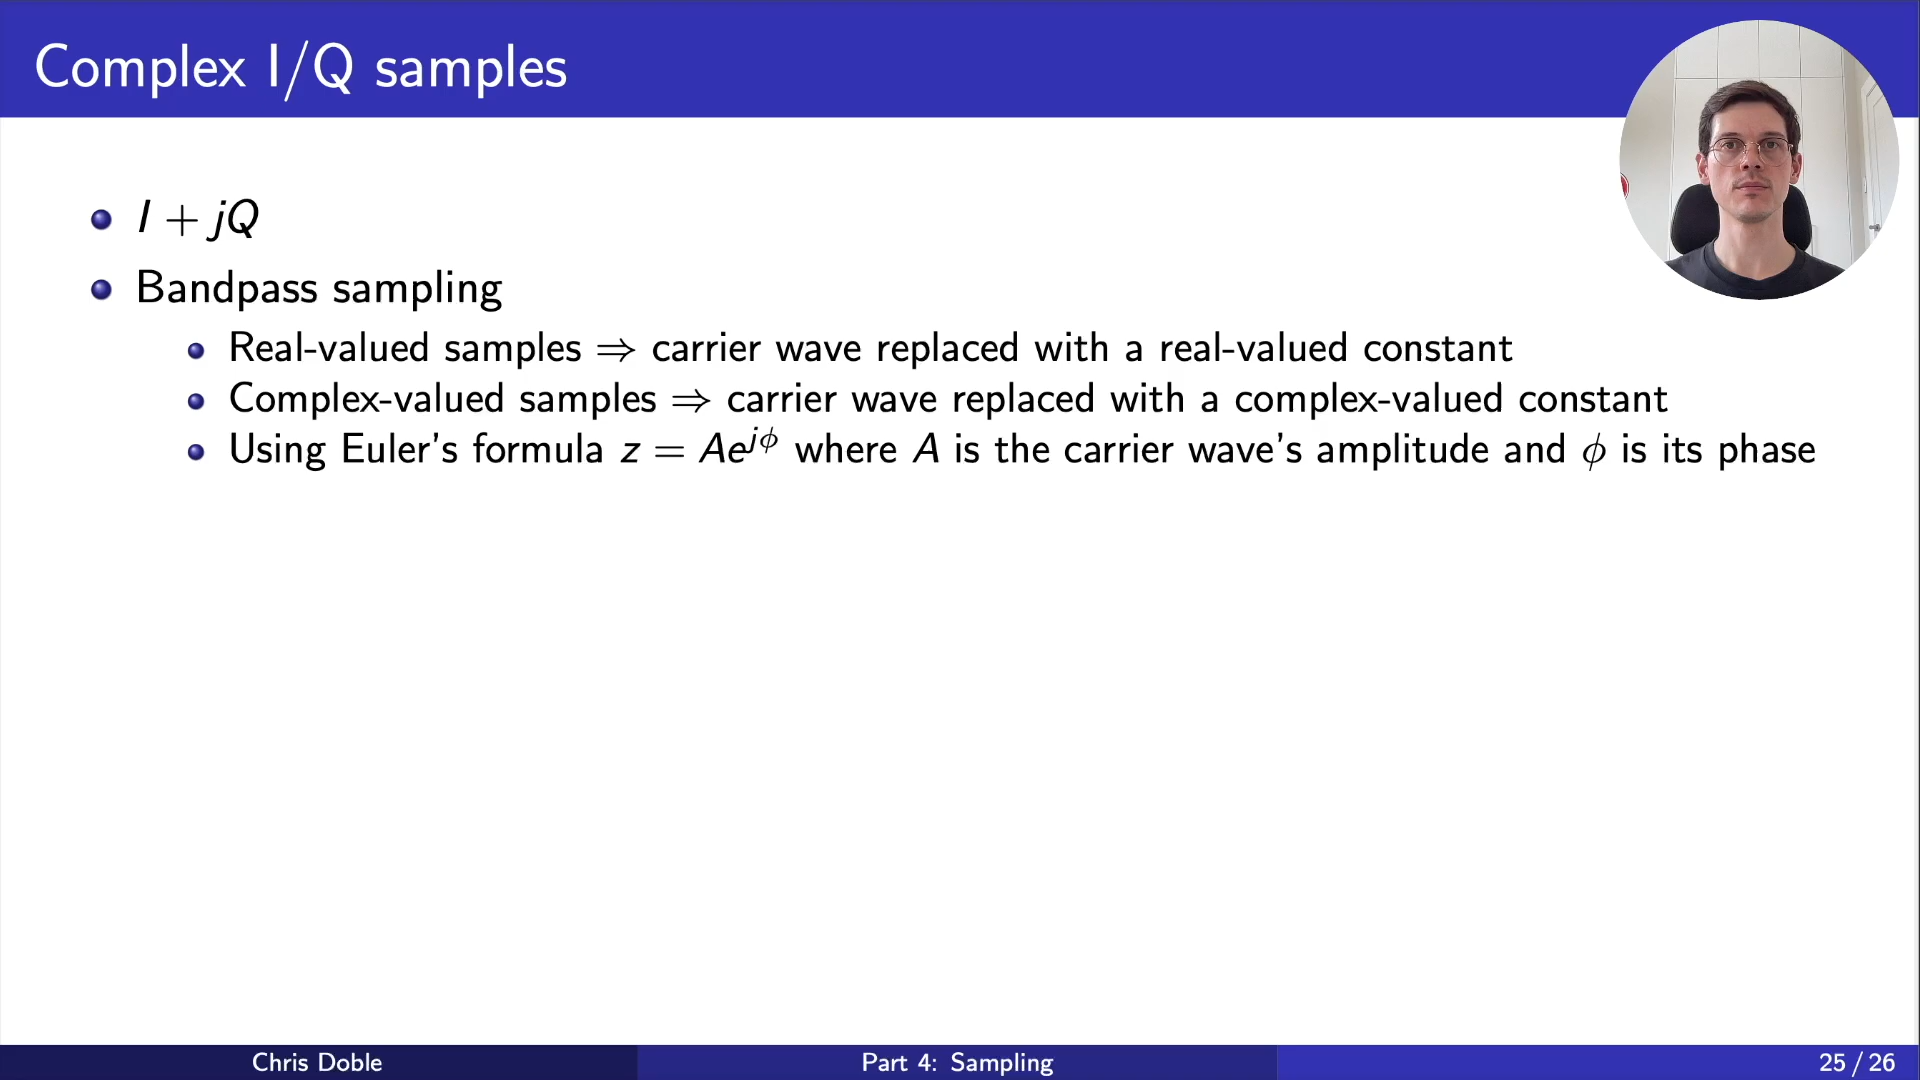 Complex I/Q samples
I + jQ
Bandpass sampling
Real-valued samples ⇒ carrier wave replaced with a real-valued constant
Complex-valued samples ⇒ carrier wave replaced with a complex-valued constant
Using Euler's formula z = Ae^{jϕ} where A is the carrier wave's amplitude and ϕ is its phase
Chris Doble
Part 4: Sampling
25 / 26